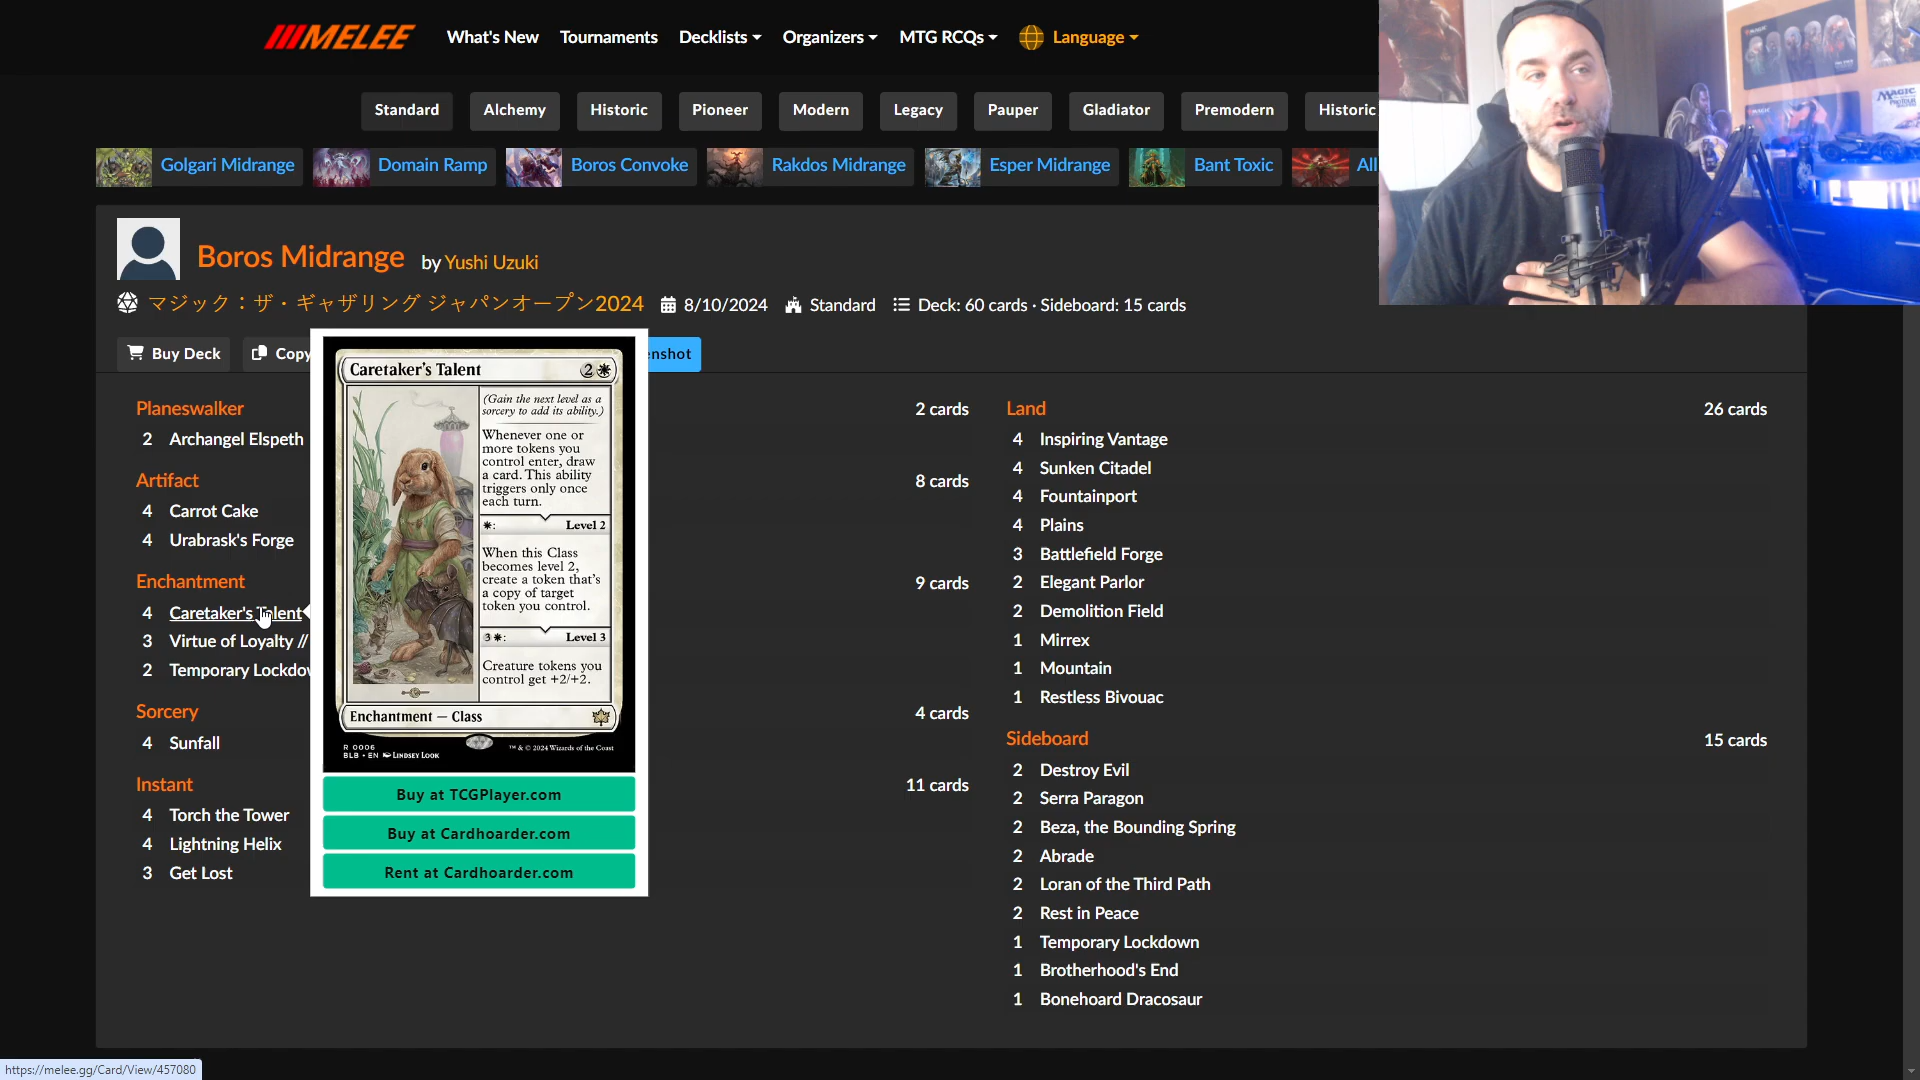 MELEE
What's New
Tournaments
Decklists
Organizers
MTG RCQs
Language
Standard
Alchemy
Historic
Pioneer
Modern
Legacy
Pauper
Gladiator
Premodern
Historic
Golgari Midrange
Domain Ramp
Boros Convoke
Rakdos Midrange
Esper Midrange
Bant Toxic
All
MAGIC
Boros Midrange by Yushi Uzuki
マジック：ザ・ギャザリング ジャパンオープン2024 8/10/2024 Standard Deck: 60 cards · Sideboard: 15 cards
Buy Deck
Copy
enshot
Planeswalker 2 cards
2 Archangel Elspeth
Artifact 8 cards
4 Carrot Cake
4 Urabrask's Forge
Enchantment 9 cards
4 Caretaker's Talent
3 Virtue of Loyalty //
2 Temporary Lockdow
Sorcery 4 cards
4 Sunfall
Instant 11 cards
4 Torch the Tower
4 Lightning Helix
3 Get Lost
Caretaker's Talent 2
(Gain the next level as a
sorcery to add its ability.)
Whenever one or
more tokens you
control enter, draw
a card. This ability
triggers only once
each turn.
: Level 2
When this Class
becomes level 2,
create a token that's
a copy of target
token you control.
3 : Level 3
Creature tokens you
control get +2/+2.
Enchantment — Class
R 0006
BLB • EN LINDSEY LOOK
™ & © 2024 Wizards of the Coast
Buy at TCGPlayer.com
Buy at Cardhoarder.com
Rent at Cardhoarder.com
Land 26 cards
4 Inspiring Vantage
4 Sunken Citadel
4 Fountainport
4 Plains
3 Battlefield Forge
2 Elegant Parlor
2 Demolition Field
1 Mirrex
1 Mountain
1 Restless Bivouac
Sideboard 15 cards
2 Destroy Evil
2 Serra Paragon
2 Beza, the Bounding Spring
2 Abrade
2 Loran of the Third Path
2 Rest in Peace
1 Temporary Lockdown
1 Brotherhood's End
1 Bonehoard Dracosaur
https://melee.gg/Card/View/457080